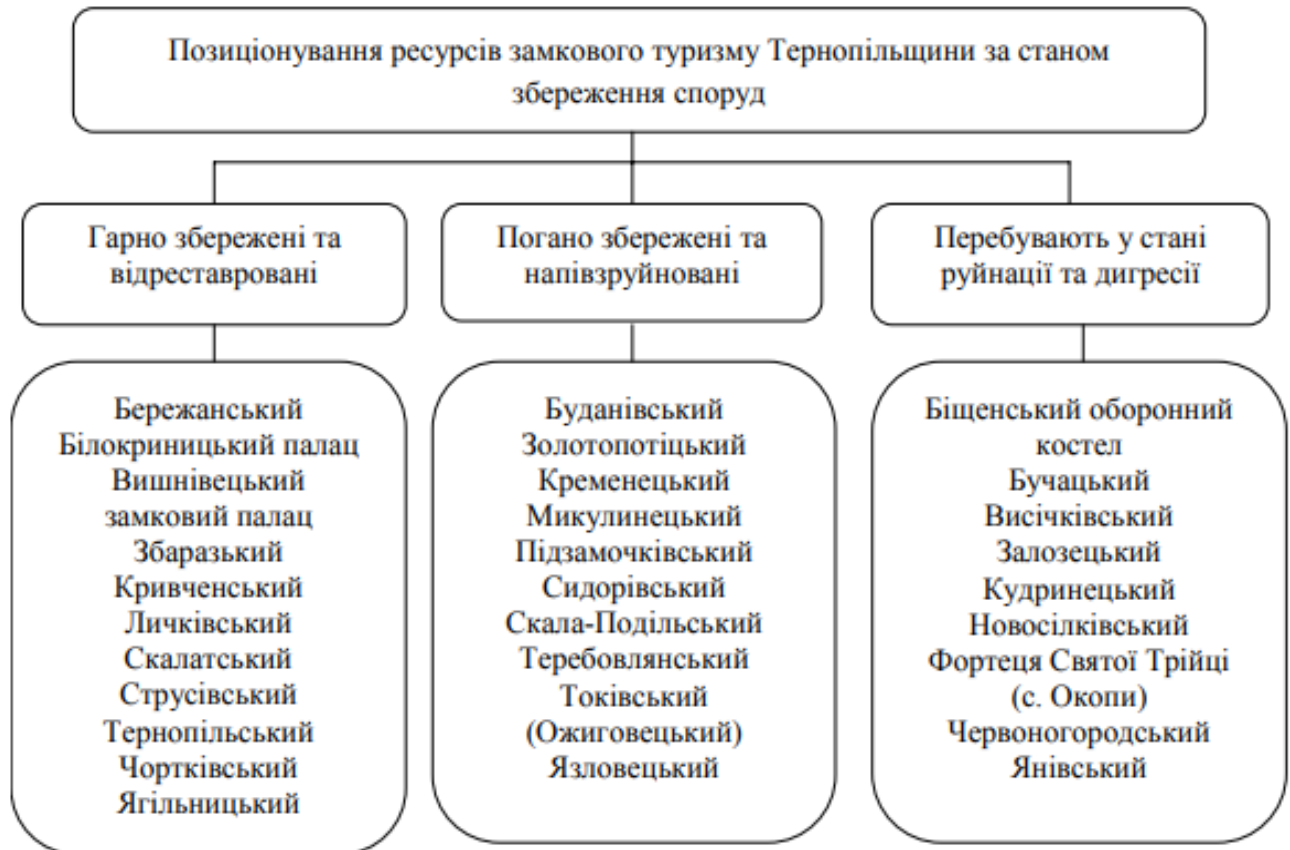 Позиціонування ресурсів замкового туризму Тернопільщини за станом
збереження споруд
Гарно збережені та
відреставровані
Погано збережені та
напівзруйновані
Перебувають у стані
руйнації та дигресії
Бережанський
Білокриницький палац
Вишнівецький
замковий палац
Збаразький
Кривченський
Личківський
Скалатський
Струсівський
Тернопільський
Чортківський
Ягільницький
Буданівський
Золотопотіцький
Кременецький
Микулинецький
Підзамочківський
Сидорівський
Скала-Подільський
Теребовлянський
Токівський
(Ожиговецький)
Язловецький
Біщенський оборонний
костел
Бучацький
Висічківський
Залозецький
Кудринецький
Новосілківський
Фортеця Святої Трійці
(с. Окопи)
Червоногородський
Янівський